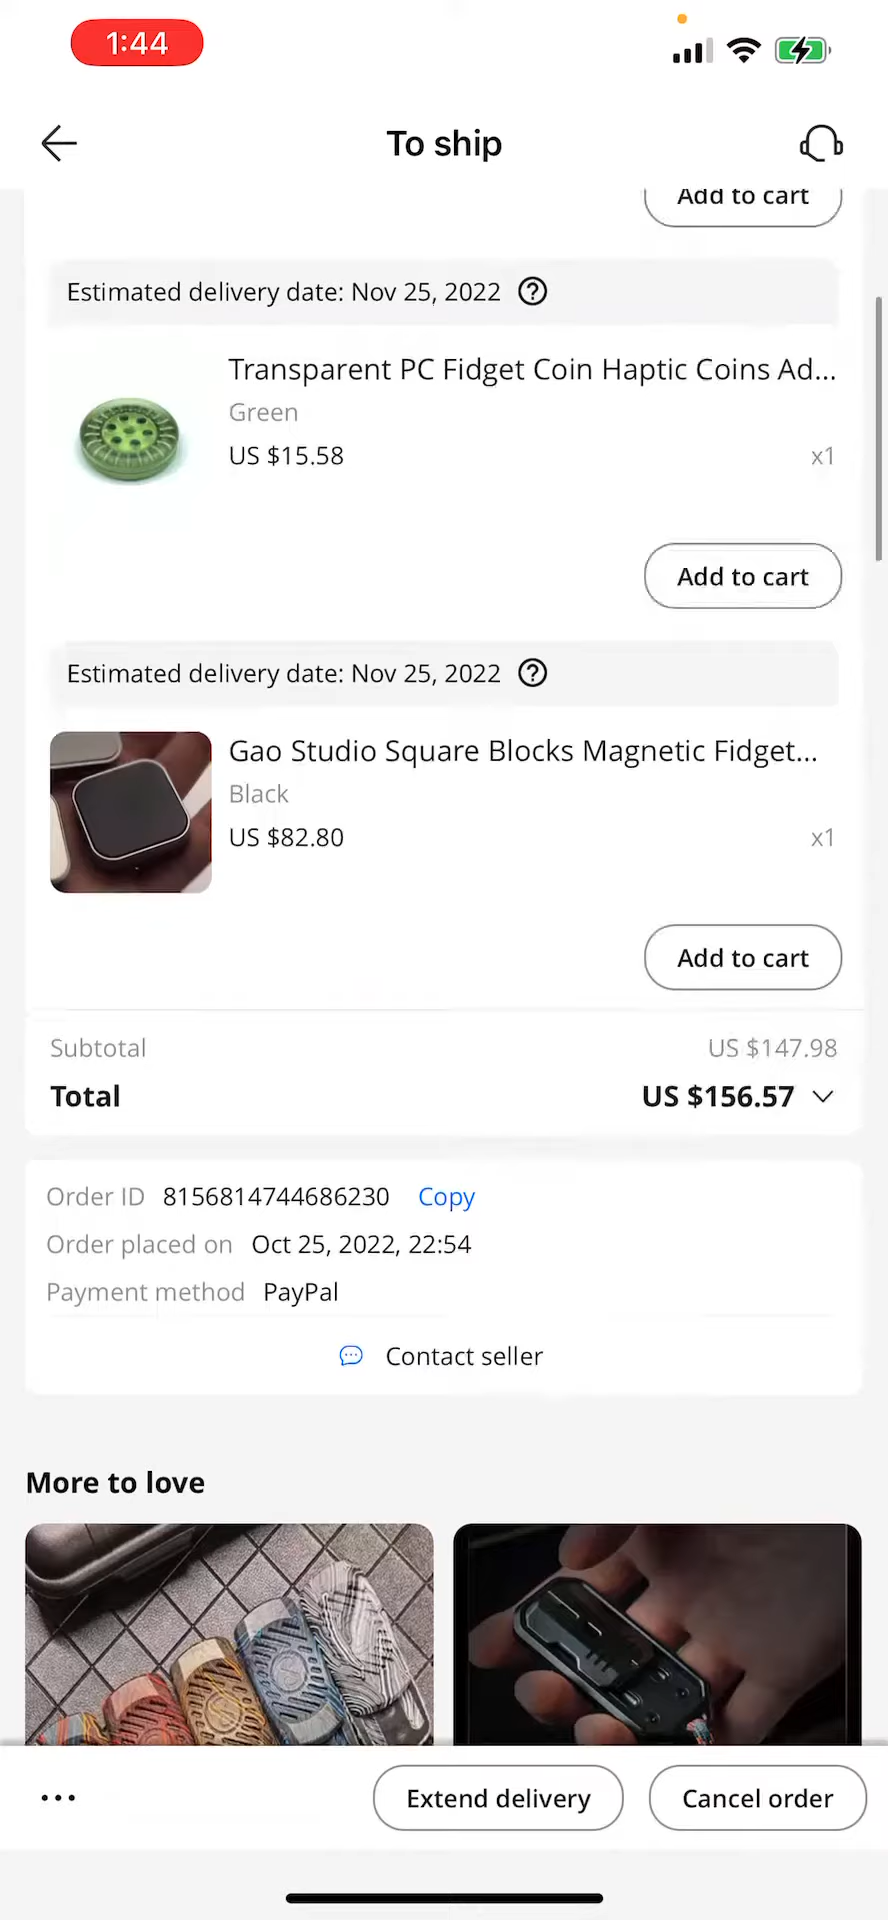 1:44
To ship
Add to cart
Estimated delivery date: Nov 25, 2022
Transparent PC Fidget Coin Haptic Coins Ad...
Green
US $15.58
x1
Add to cart
Estimated delivery date: Nov 25, 2022
Gao Studio Square Blocks Magnetic Fidget...
Black
US $82.80
x1
Add to cart
Subtotal US $147.98
Total US $156.57
Order ID 8156814744686230 Copy
Order placed on Oct 25, 2022, 22:54
Payment method PayPal
Contact seller
More to love
Extend delivery Cancel order